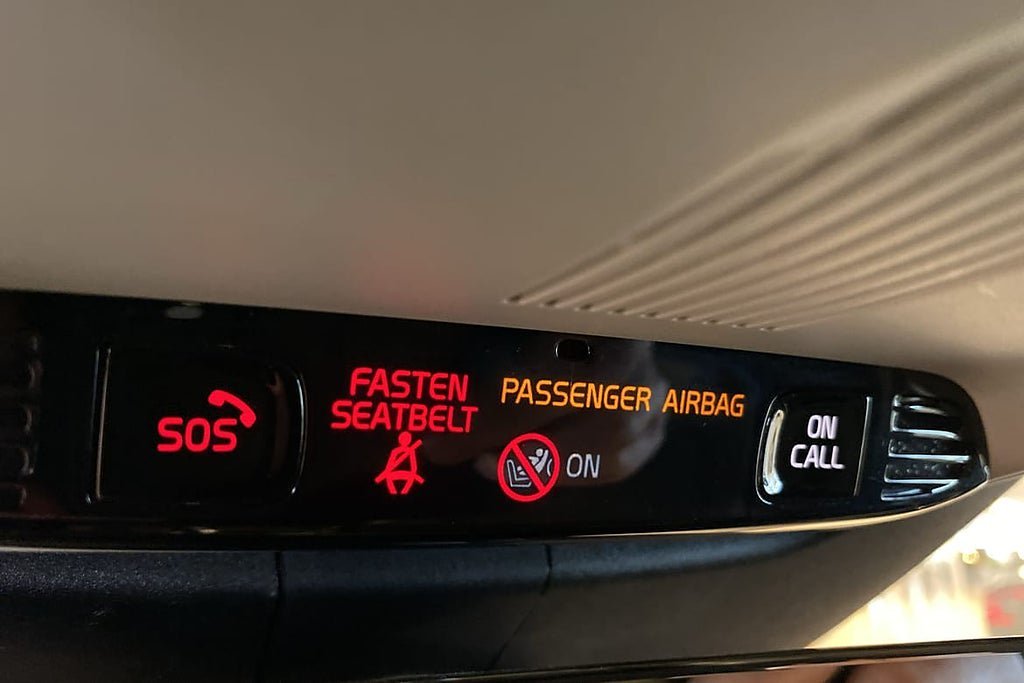 SOS
FASTEN
SEATBELT
PASSENGER AIRBAG
ON
ON
CALL